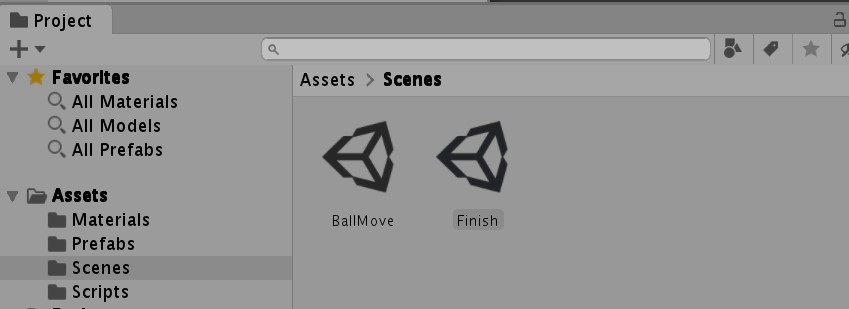 Project
Favorites
All Materials
All Models
All Prefabs
Assets
Materials
Prefabs
Scenes
Scripts
Assets > Scenes
BallMove
Finish